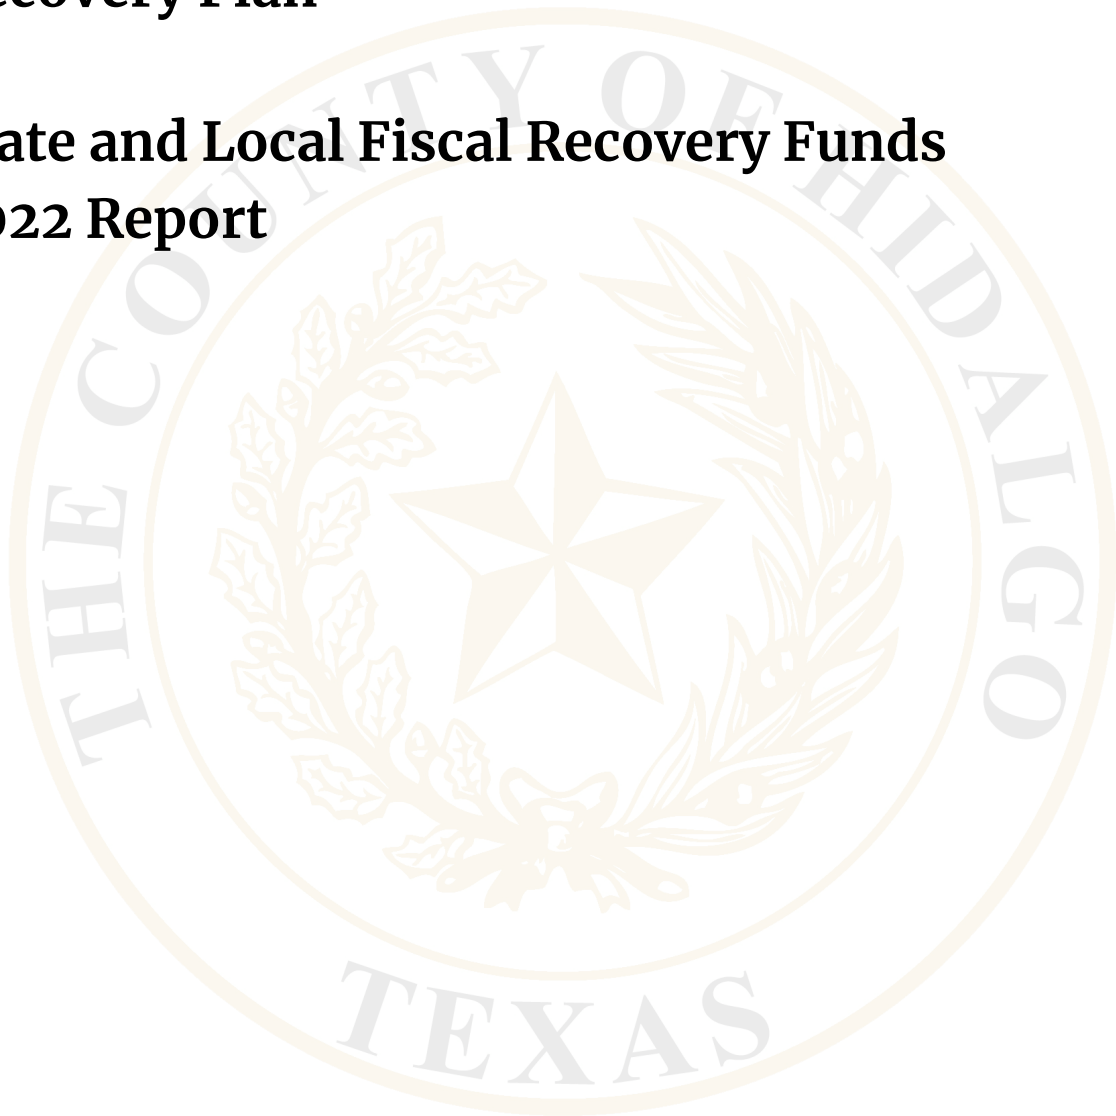 ecovery Plan
ate and Local Fiscal Recovery Funds
022 Report
THE COUNTY OF HIDALGO
TEXAS